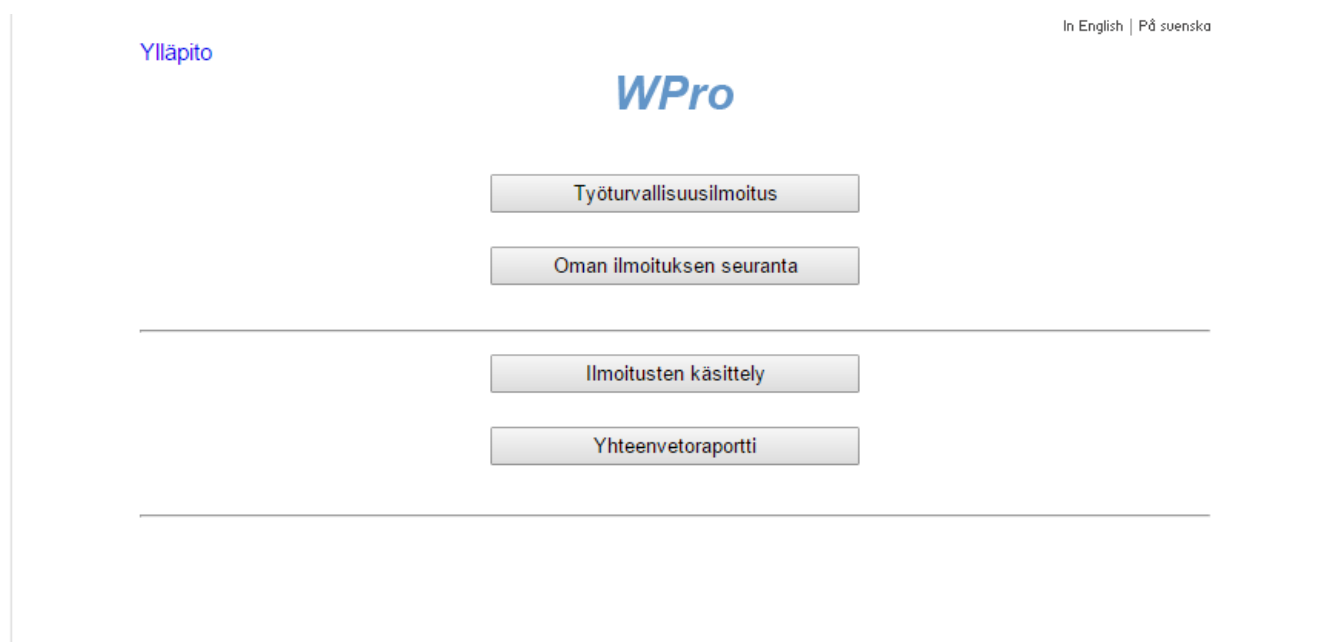 In English | På svenska
Ylläpito
WPro
Työturvallisuusilmoitus
Oman ilmoituksen seuranta
Ilmoitusten käsittely
Yhteenvetoraportti